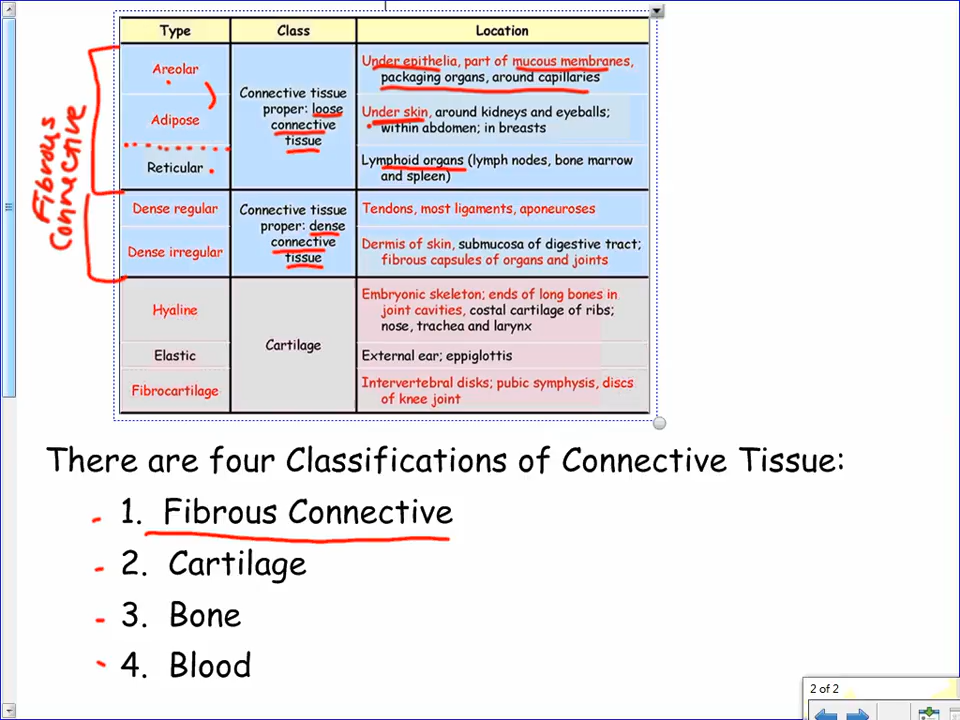 Type Class Location
Areolar
Connective tissue
proper: loose
connective
tissue
Under epithelia, part of mucous membranes,
packaging organs, around capillaries
Adipose
Under skin, around kidneys and eyeballs;
within abdomen; in breasts
Reticular
Lymphoid organs (lymph nodes, bone marrow
and spleen)
Dense regular
Connective tissue
proper: dense
connective
tissue
Tendons, most ligaments, aponeuroses
Dense irregular
Dermis of skin, submucosa of digestive tract;
fibrous capsules of organs and joints
Hyaline
Cartilage
Embryonic skeleton; ends of long bones in
joint cavities, costal cartilage of ribs;
nose, trachea and larynx
Elastic
External ear; eppiglottis
Fibrocartilage
Intervertebral disks; pubic symphysis, discs
of knee joint
Fibrous
Connective
There are four Classifications of Connective Tissue:
1. Fibrous Connective
2. Cartilage
3. Bone
4. Blood
2 of 2